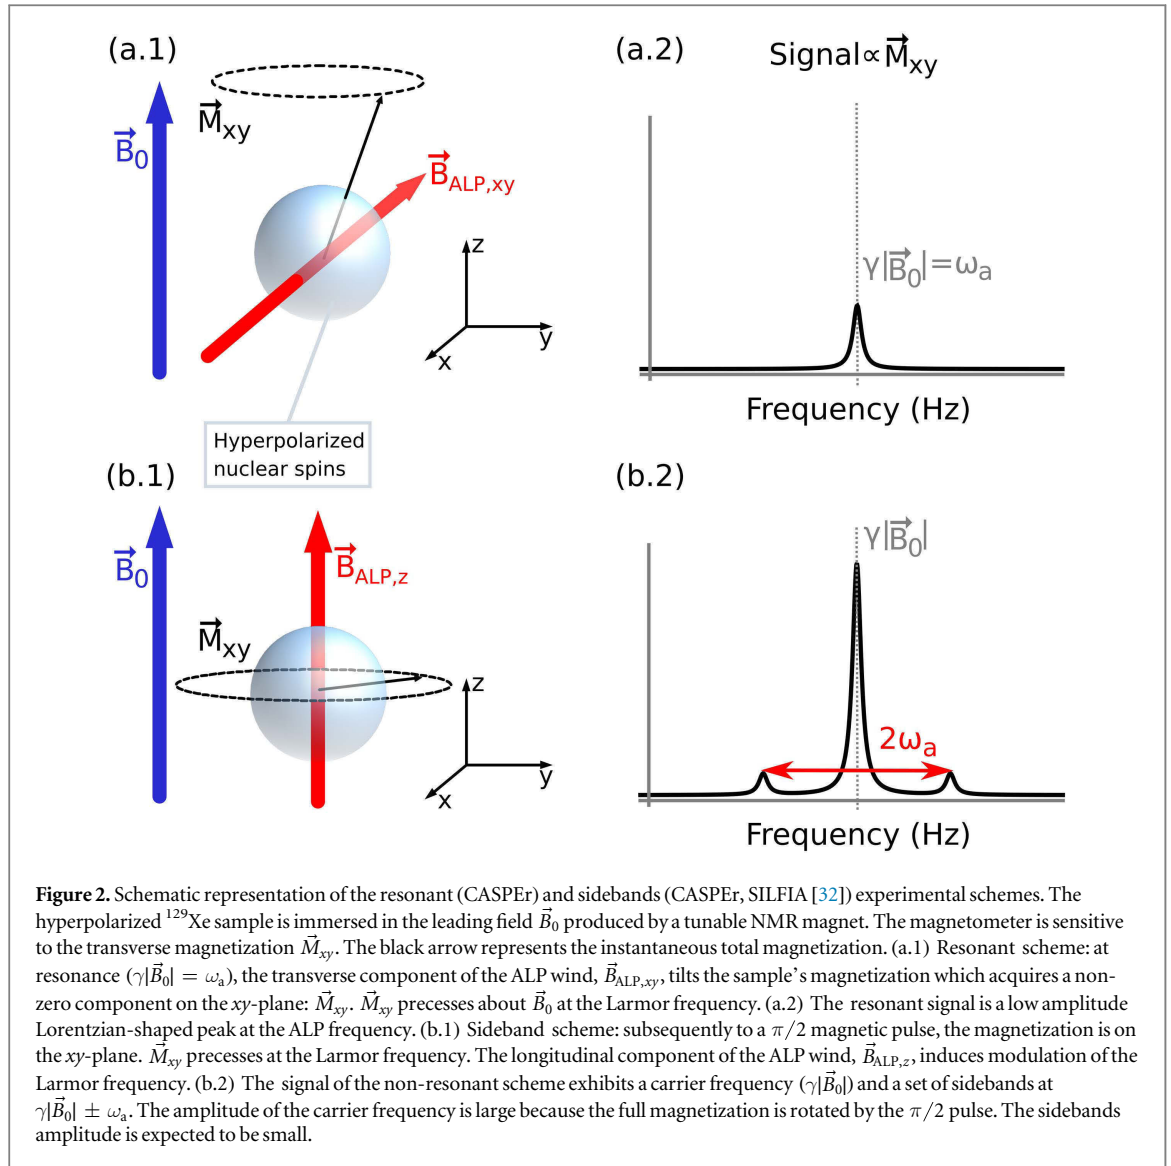 (a.1)
M⃗xy
B⃗0
B⃗ALP,xy
z
y
x
Hyperpolarized
nuclear spins
(a.2)
Signal∝M⃗xy
γ|B⃗0|=ωa
Frequency (Hz)
(b.1)
B⃗0
B⃗ALP,z
M⃗xy
z
y
x
(b.2)
γ|B⃗0|
2ωa
Frequency (Hz)
Figure 2. Schematic representation of the resonant (CASPEr) and sidebands (CASPEr, SILFIA [32]) experimental schemes. The
hyperpolarized ¹²⁹Xe sample is immersed in the leading field B⃗0 produced by a tunable NMR magnet. The magnetometer is sensitive
to the transverse magnetization M⃗xy. The black arrow represents the instantaneous total magnetization. (a.1) Resonant scheme: at
resonance (γ|B⃗0| = ωa), the transverse component of the ALP wind, B⃗ALP,xy, tilts the sample's magnetization which acquires a non-
zero component on the xy-plane: M⃗xy. M⃗xy precesses about B⃗0 at the Larmor frequency. (a.2) The resonant signal is a low amplitude
Lorentzian-shaped peak at the ALP frequency. (b.1) Sideband scheme: subsequently to a π/2 magnetic pulse, the magnetization is on
the xy-plane. M⃗xy precesses at the Larmor frequency. The longitudinal component of the ALP wind, B⃗ALP,z, induces modulation of the
Larmor frequency. (b.2) The signal of the non-resonant scheme exhibits a carrier frequency (γ|B⃗0|) and a set of sidebands at
γ|B⃗0| ± ωa. The amplitude of the carrier frequency is large because the full magnetization is rotated by the π/2 pulse. The sidebands
amplitude is expected to be small.